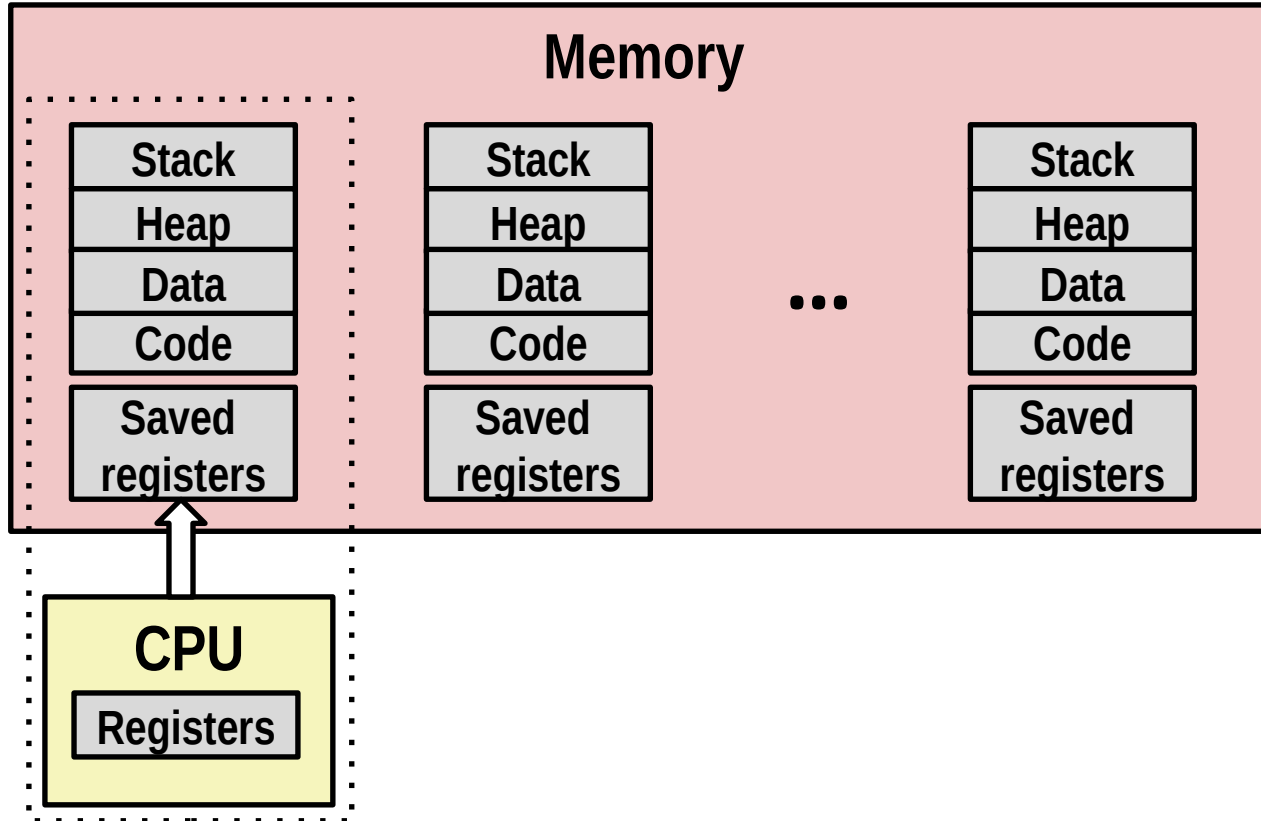 Memory
Stack
Heap
Data
Code
Saved
registers
Stack
Heap
Data
Code
Saved
registers
...
Stack
Heap
Data
Code
Saved
registers
CPU
Registers